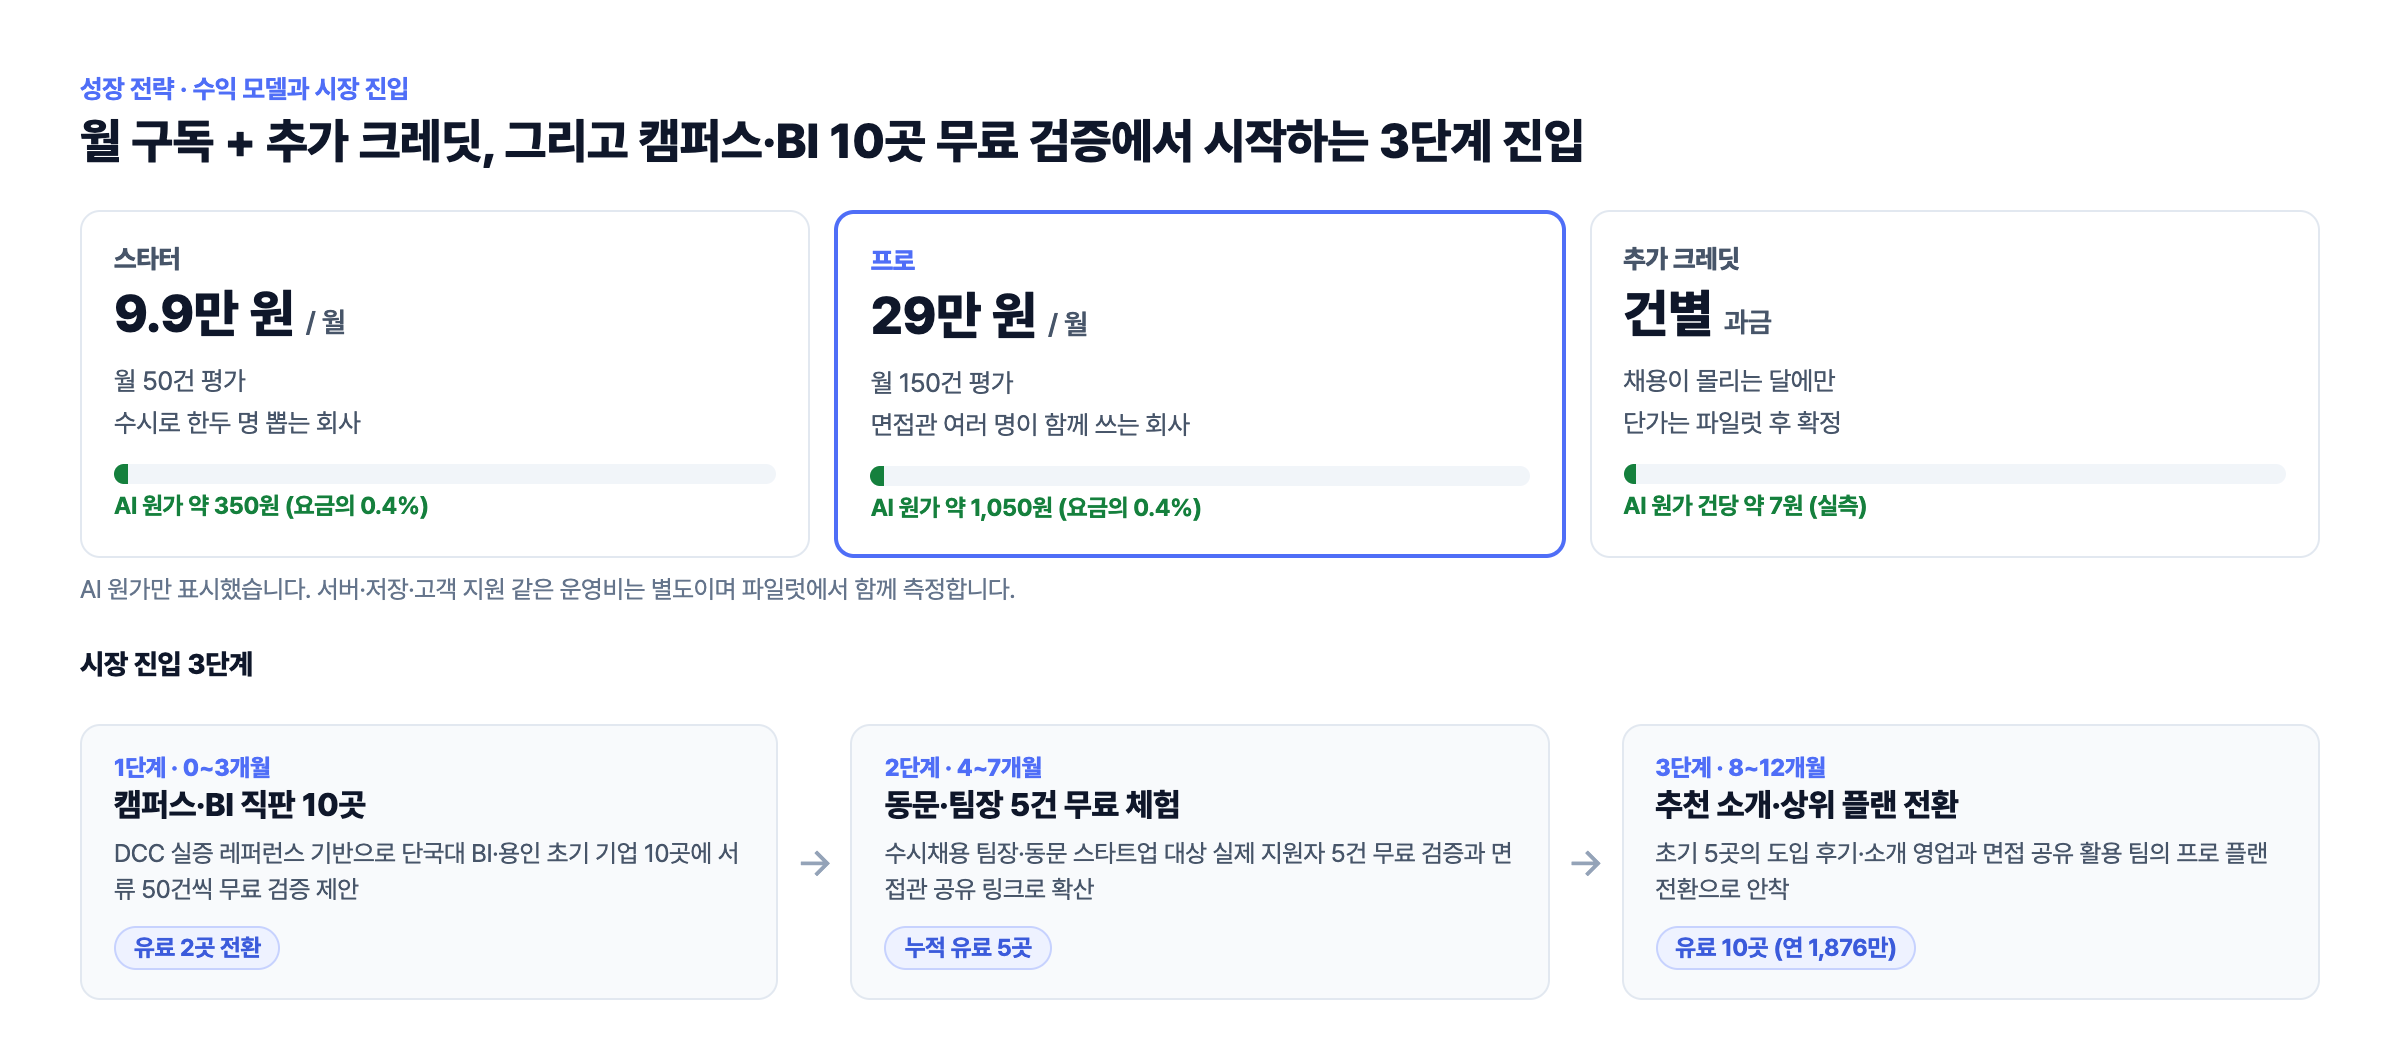 성장 전략 · 수익 모델과 시장 진입
월 구독 + 추가 크레딧, 그리고 캠퍼스·BI 10곳 무료 검증에서 시작하는 3단계 진입
스타터
9.9만 원 / 월
월 50건 평가
수시로 한두 명 뽑는 회사
AI 원가 약 350원 (요금의 0.4%)
프로
29만 원 / 월
월 150건 평가
면접관 여러 명이 함께 쓰는 회사
AI 원가 약 1,050원 (요금의 0.4%)
추가 크레딧
건별 과금
채용이 몰리는 달에만
단가는 파일럿 후 확정
AI 원가 건당 약 7원 (실측)
AI 원가만 표시했습니다. 서버·저장·고객 지원 같은 운영비는 별도이며 파일럿에서 함께 측정합니다.
시장 진입 3단계
1단계 · 0~3개월
캠퍼스·BI 직판 10곳
DCC 실증 레퍼런스 기반으로 단국대 BI·용인 초기 기업 10곳에 서
류 50건씩 무료 검증 제안
유료 2곳 전환
→
2단계 · 4~7개월
동문·팀장 5건 무료 체험
수시채용 팀장·동문 스타트업 대상 실제 지원자 5건 무료 검증과 면
접관 공유 링크로 확산
누적 유료 5곳
→
3단계 · 8~12개월
추천 소개·상위 플랜 전환
초기 5곳의 도입 후기·소개 영업과 면접 공유 활용 팀의 프로 플랜
전환으로 안착
유료 10곳 (연 1,876만)